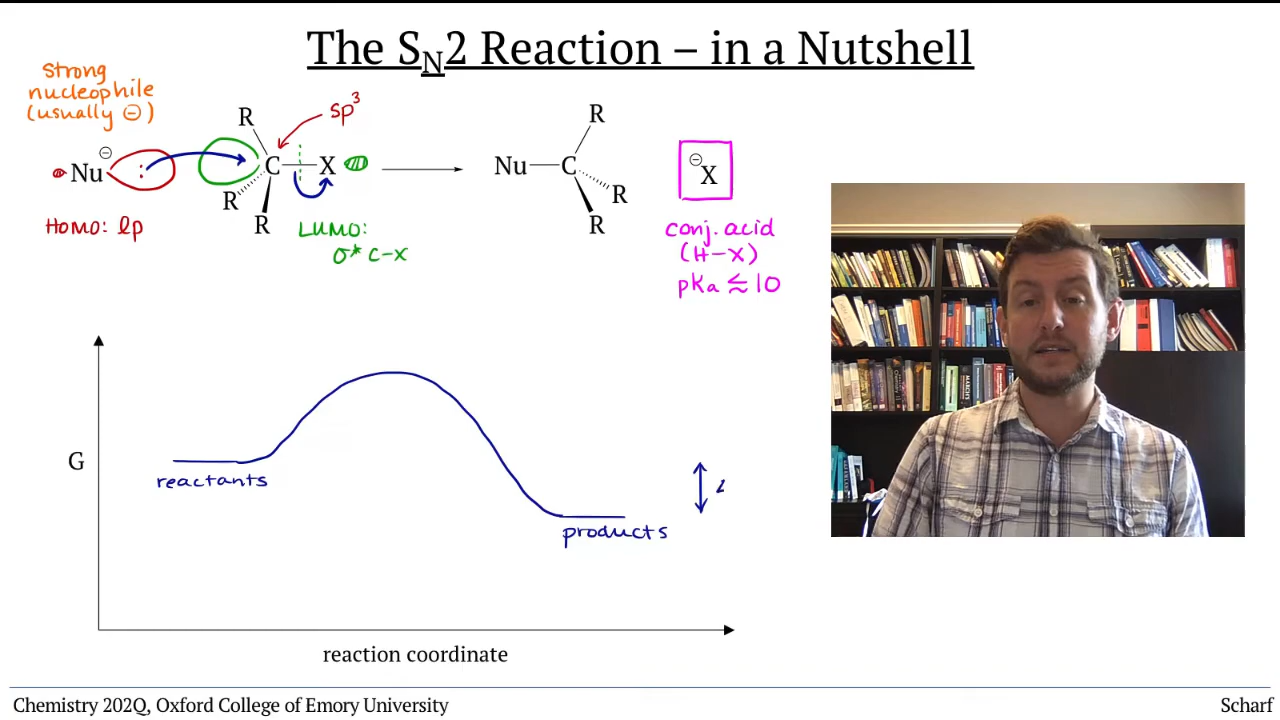 The SN2 Reaction – in a Nutshell
strong
nucleophile
(usually ⊖)
R
sp³
⊖
Nu :
C
X
R
R
HOMO: lp
LUMO:
σ* C-X
R
Nu
C
R
R
⊖
X
conj. acid
(H-X)
pka ⪅ 10
G
reactants
products
reaction coordinate
Chemistry 202Q, Oxford College of Emory University
Scharf